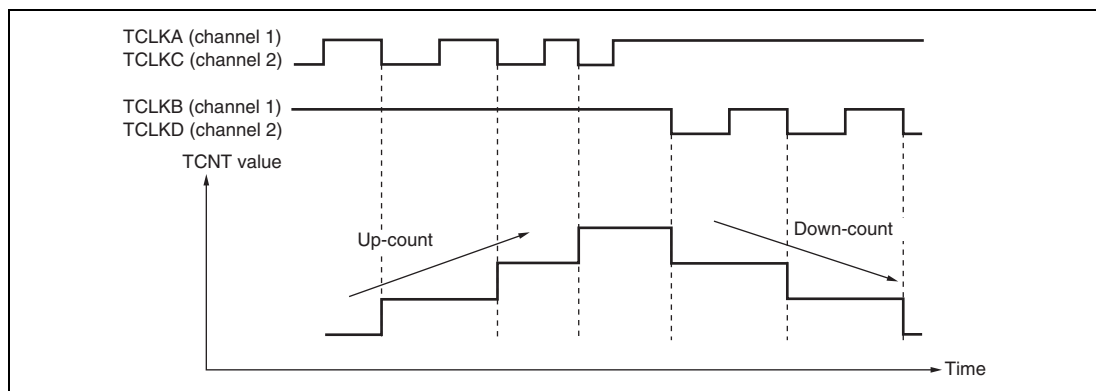 TCLKA (channel 1)
TCLKC (channel 2)
TCLKB (channel 1)
TCLKD (channel 2)
TCNT value
Up-count
Down-count
Time